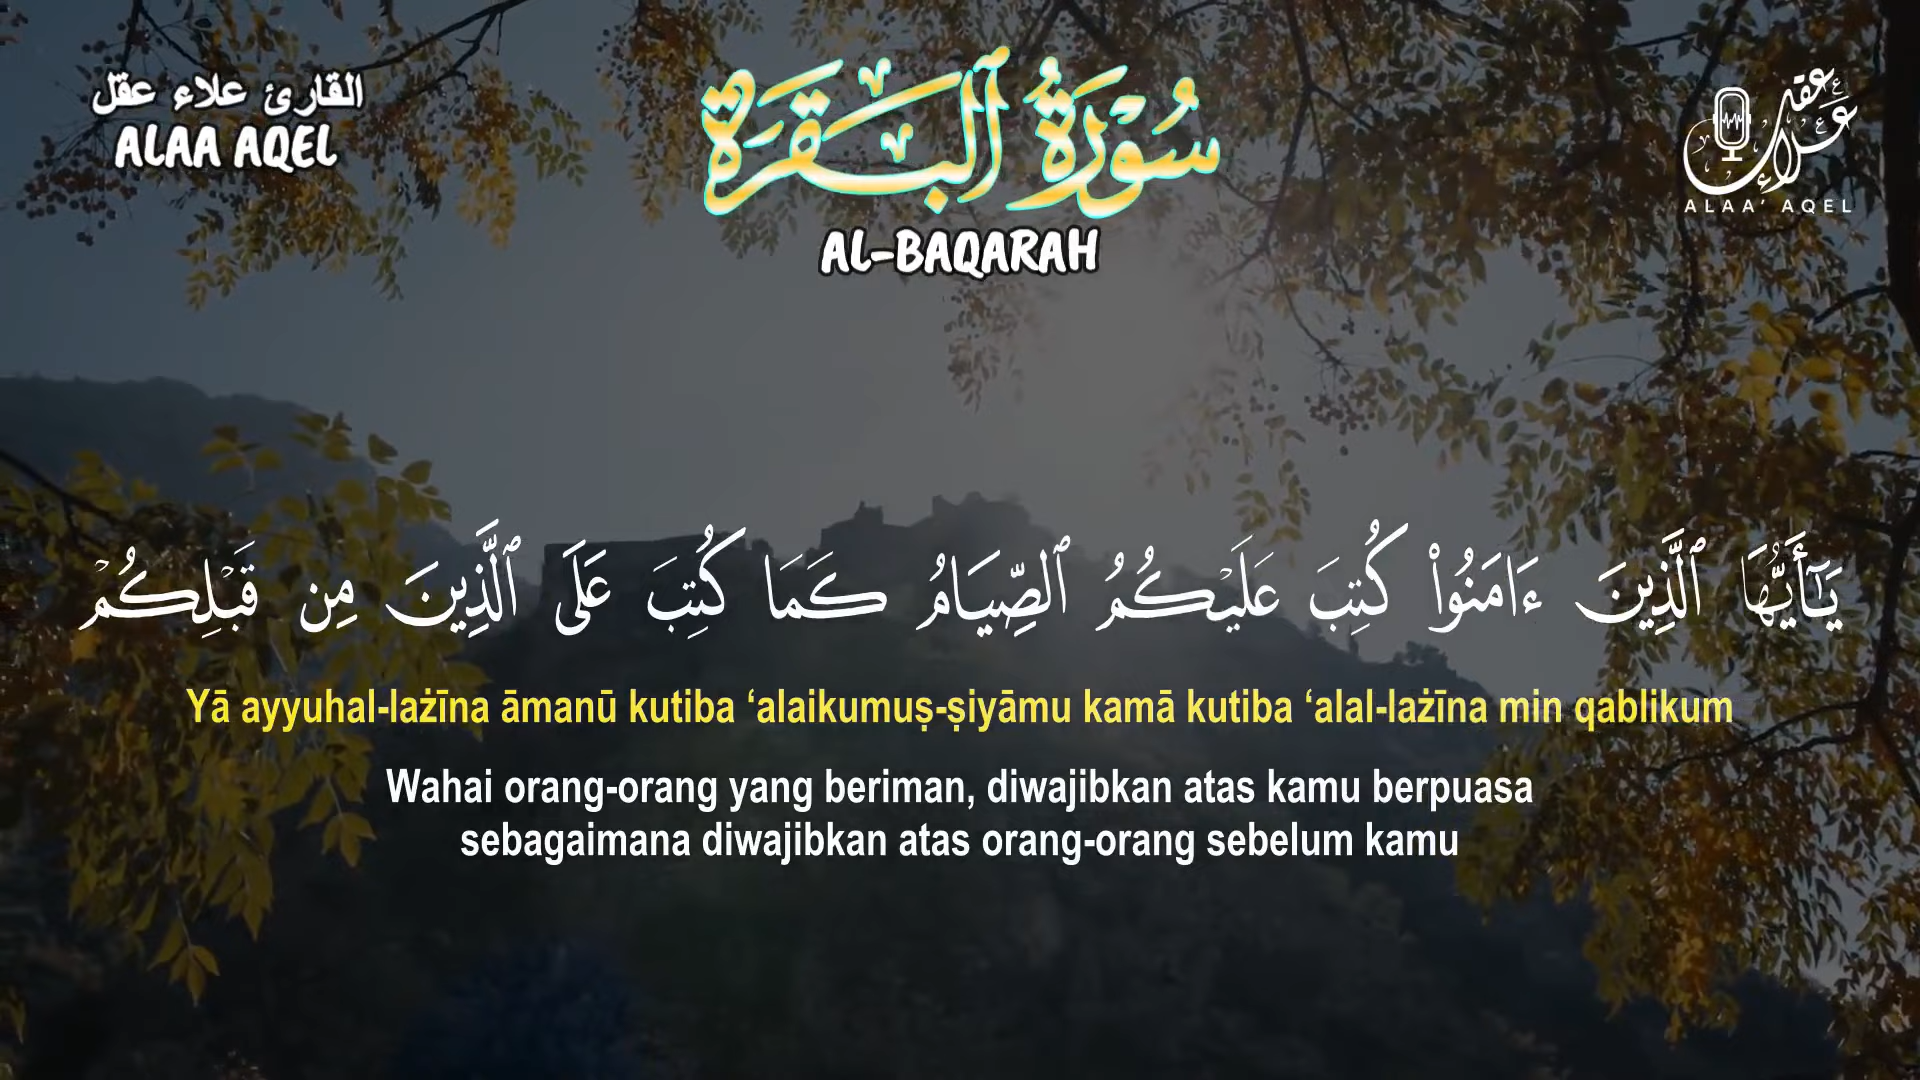 القارئ علاء عقل
ALAA AQEL
سُوْرَةُ ٱلْبَقَرَة
AL-BAQARAH
علاء عقل
ALAA' AQEL
يَـٰٓأَيُّهَا ٱلَّذِينَ ءَامَنُوا۟ كُتِبَ عَلَيْكُمُ ٱلصِّيَامُ كَمَا كُتِبَ عَلَى ٱلَّذِينَ مِن قَبْلِكُمْ
Yā ayyuhal-lażīna āmanū kutiba ‘alaikumuṣ-ṣiyāmu kamā kutiba ‘alal-lażīna min qablikum
Wahai orang-orang yang beriman, diwajibkan atas kamu berpuasa
sebagaimana diwajibkan atas orang-orang sebelum kamu